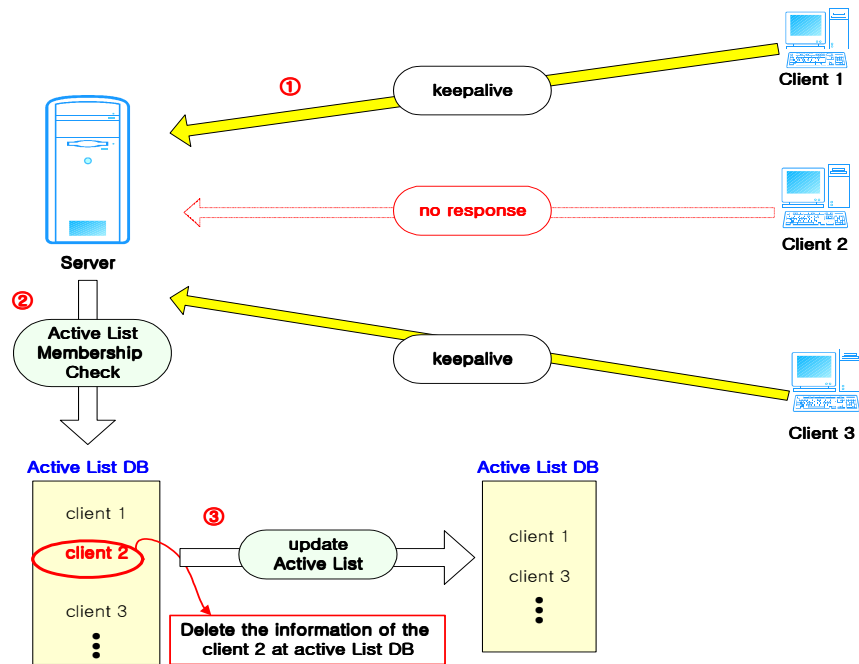 ①
keepalive
Client 1
no response
Client 2
Server
②
Active List
Membership
Check
keepalive
Client 3
Active List DB
client 1
client 2
client 3
③
update
Active List
Delete the information of the
client 2 at active List DB
Active List DB
client 1
client 3